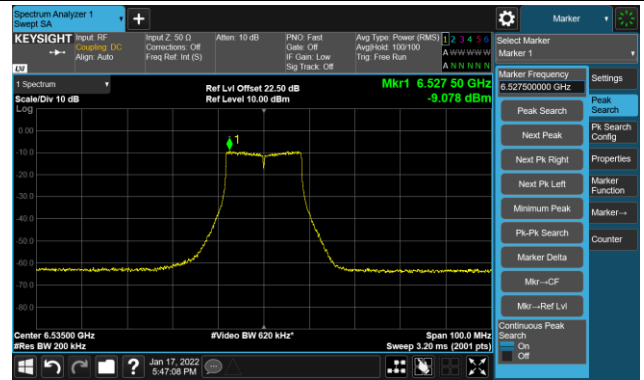 Spectrum Analyzer 1
Swept SA
Marker
KEYSIGHT
Input: RF
Coupling: DC
Align: Auto
Input Z: 50 Ω
Corrections: Off
Freq Ref: Int (S)
Atten: 10 dB
PNO: Fast
Gate: Off
IF Gain: Low
Sig Track: Off
Avg Type: Power (RMS)
Avg|Hold: 100/100
Trig: Free Run
1 2 3 4 5 6
A W W W W W
A N N N N N
LXI
Select Marker
Marker 1
1 Spectrum
Scale/Div 10 dB
Log
Ref Lvl Offset 22.50 dB
Ref Level 10.00 dBm
Mkr1 6.527 50 GHz
-9.078 dBm
1
0.00
-10.0
-20.0
-30.0
-40.0
-50.0
-60.0
-70.0
-80.0
Center 6.53500 GHz
#Res BW 200 kHz
#Video BW 620 kHz*
Span 100.0 MHz
Sweep 3.20 ms (2001 pts)
Marker Frequency
6.527500000 GHz
Peak Search
Next Peak
Next Pk Right
Next Pk Left
Minimum Peak
Pk-Pk Search
Marker Delta
Mkr→CF
Mkr→Ref Lvl
Continuous Peak
Search
On
Off
Settings
Peak
Search
Pk Search
Config
Properties
Marker
Function
Marker→
Counter
?
Jan 17, 2022
5:47:08 PM